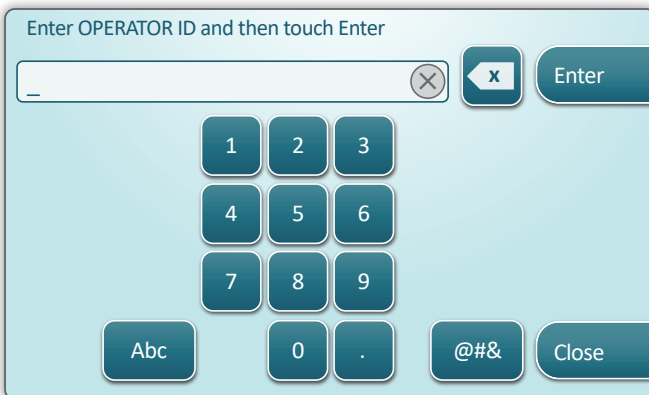 Enter OPERATOR ID and then touch Enter
_ x Enter
1 2 3
4 5 6
7 8 9
Abc 0 . @#& Close